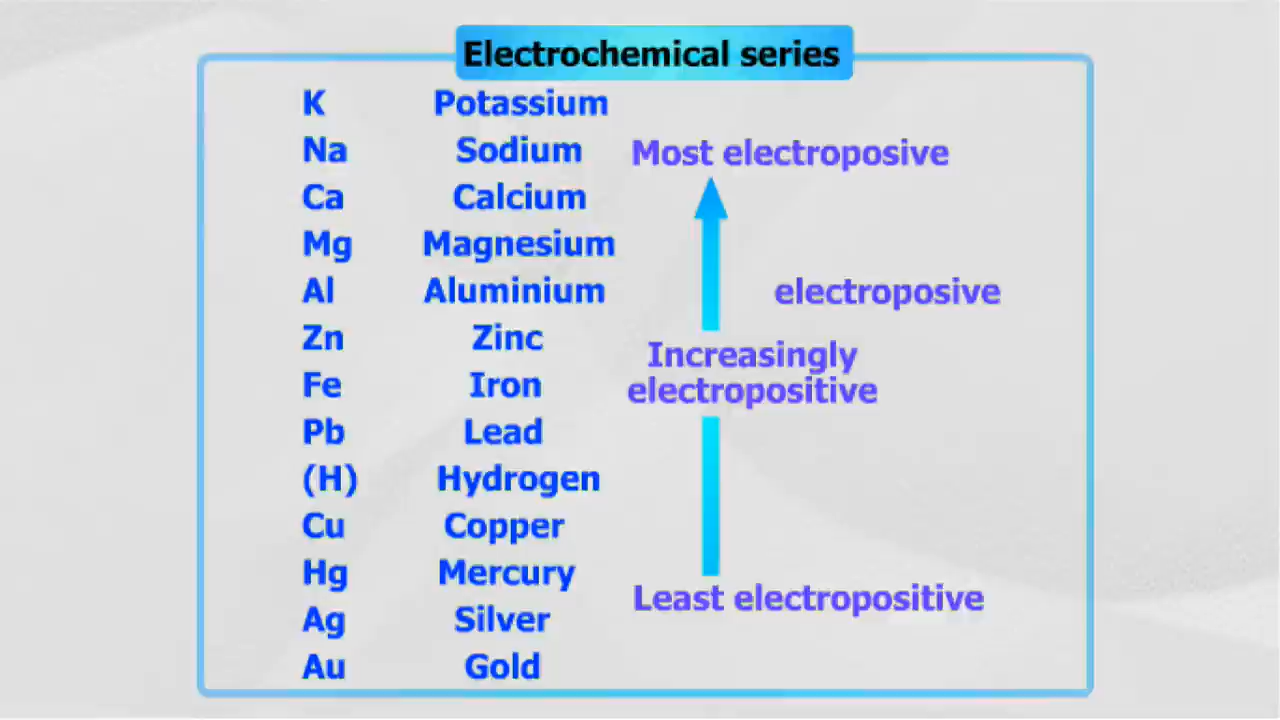 Electrochemical series
K Potassium
Na Sodium Most electroposive
Ca Calcium
Mg Magnesium
Al Aluminium electroposive
Zn Zinc
Increasingly
Fe Iron electropositive
Pb Lead
(H) Hydrogen
Cu Copper
Hg Mercury
Least electropositive
Ag Silver
Au Gold